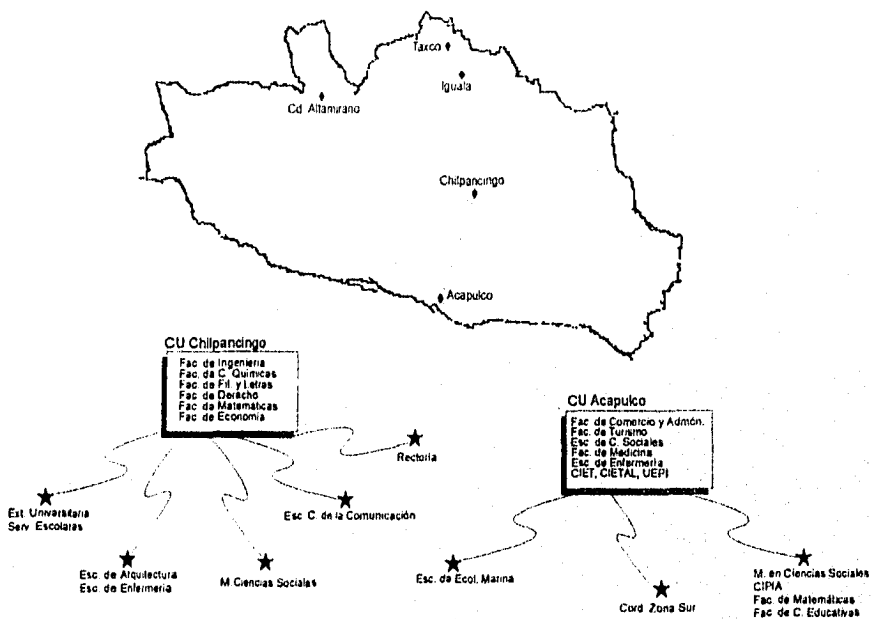 Taxco
Iguala
Cd. Altamirano
Chilpancingo
Acapulco
CU Chilpancingo
Fac. de Ingeniería
Fac. de C. Químicas
Fac. de Fil. y Letras
Fac. de Derecho
Fac. de Matemáticas
Fac. de Economía
CU Acapulco
Fac. de Comercio y Admón.
Fac. de Turismo
Esc. de C. Sociales
Fac. de Medicina
Esc. de Enfermería
CIET, CIETAL, UEPI
Rectoría
Ext. Universitaria
Serv. Escolares
Esc. C. de la Comunicación
Esc. de Arquitectura
Esc. de Enfermería
M. Ciencias Sociales
Esc. de Ecol. Marina
Cord. Zona Sur
M. en Ciencias Sociales
CIPIA
Fac. de Matemáticas
Fac. de C. Educativas